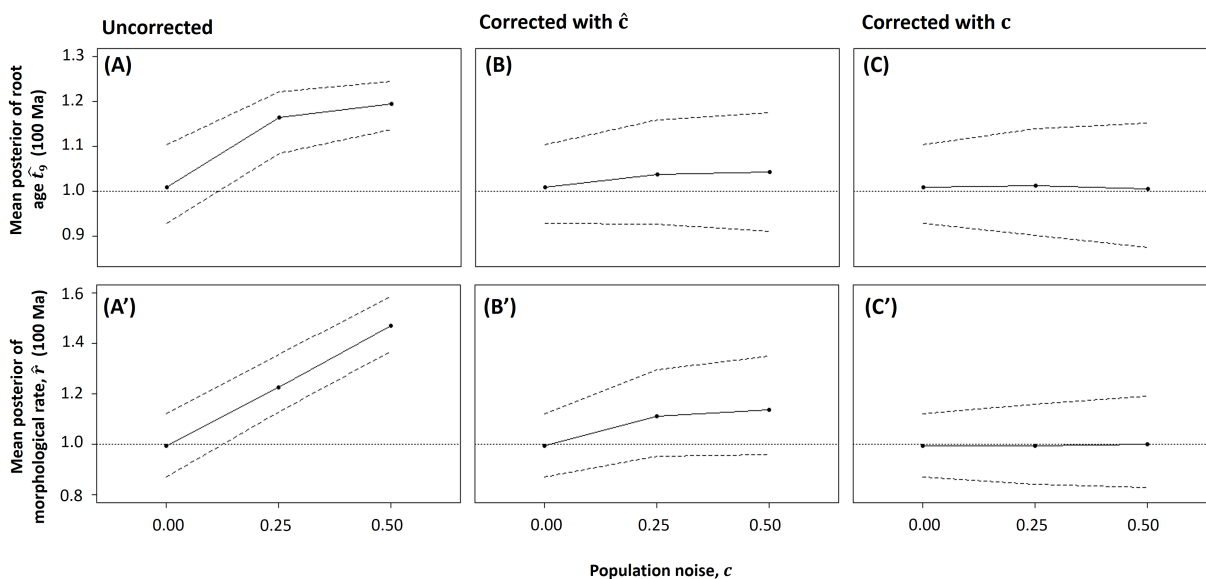 Uncorrected
Corrected with ĉ
Corrected with c
Mean posterior of root
age t̂₉ (100 Ma)
1.3
1.2
1.1
1.0
0.9
(A)
(B)
(C)
Mean posterior of
morphological rate, r̂ (100 Ma)
1.6
1.4
1.2
1.0
0.8
(A’)
(B’)
(C’)
0.00 0.25 0.50
0.00 0.25 0.50
0.00 0.25 0.50
Population noise, c